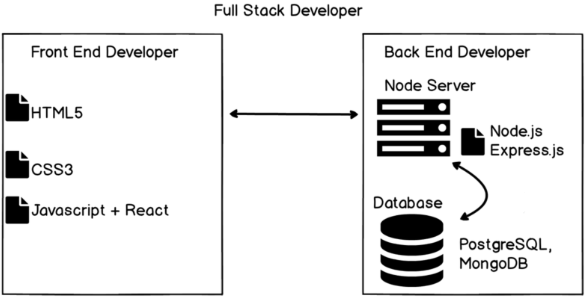 Full Stack Developer
Front End Developer
HTML5
CSS3
Javascript + React
Back End Developer
Node Server
Node.js
Express.js
Database
PostgreSQL,
MongoDB